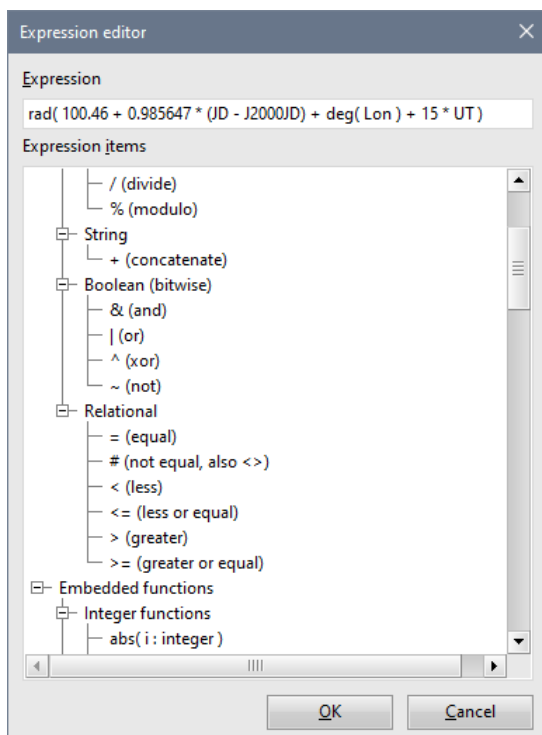 Expression editor
Expression
rad( 100.46 + 0.985647 * (JD - J2000JD) + deg( Lon ) + 15 * UT )
Expression items
/ (divide)
% (modulo)
String
+ (concatenate)
Boolean (bitwise)
& (and)
| (or)
^ (xor)
~ (not)
Relational
= (equal)
# (not equal, also <>)
< (less)
<= (less or equal)
> (greater)
>= (greater or equal)
Embedded functions
Integer functions
abs( i : integer )
OK Cancel